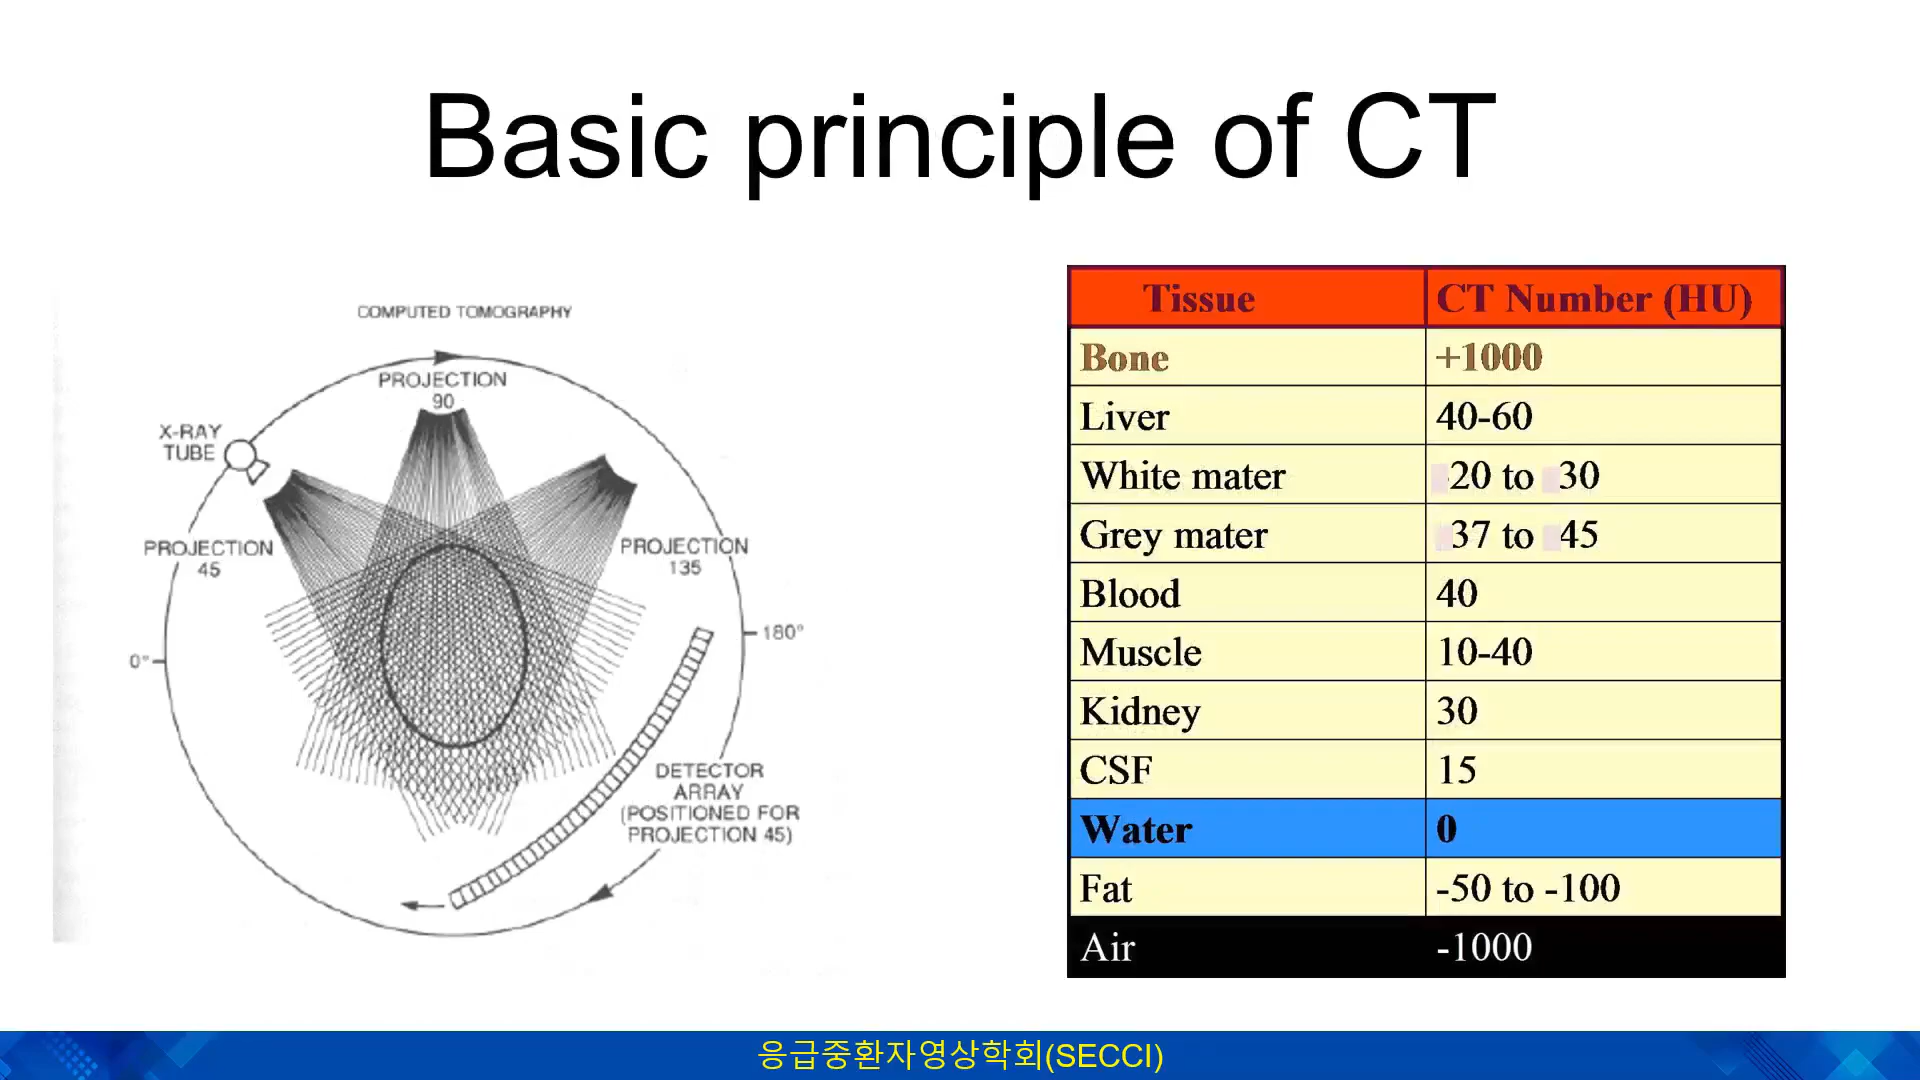 Basic principle of CT
COMPUTED TOMOGRAPHY
PROJECTION
90
X-RAY
TUBE
PROJECTION
45
PROJECTION
135
0°
180°
DETECTOR
ARRAY
(POSITIONED FOR
PROJECTION 45)
Tissue CT Number (HU)
Bone +1000
Liver 40-60
White mater 20 to 30
Grey mater 37 to 45
Blood 40
Muscle 10-40
Kidney 30
CSF 15
Water 0
Fat -50 to -100
Air -1000
응급중환자영상학회(SECCI)